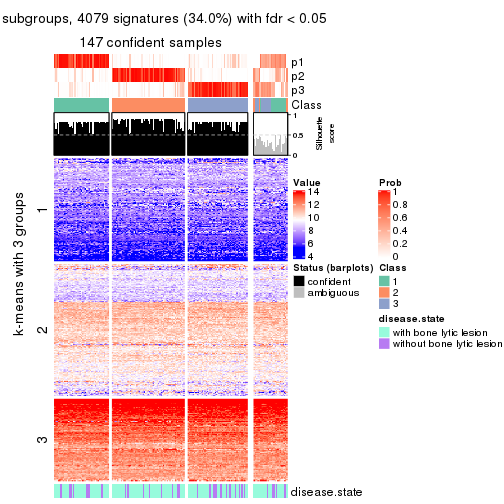 subgroups, 4079 signatures (34.0%) with fdr < 0.05
147 confident samples
p1
p2
p3
Class
1
0.5
0
Silhouette
score
k-means with 3 groups
1
2
3
disease.state
Value
14
12
10
8
6
4
Prob
1
0.8
0.6
0.4
0.2
0
Status (barplots)
confident
ambiguous
Class
1
2
3
disease.state
with bone lytic lesion
without bone lytic lesion